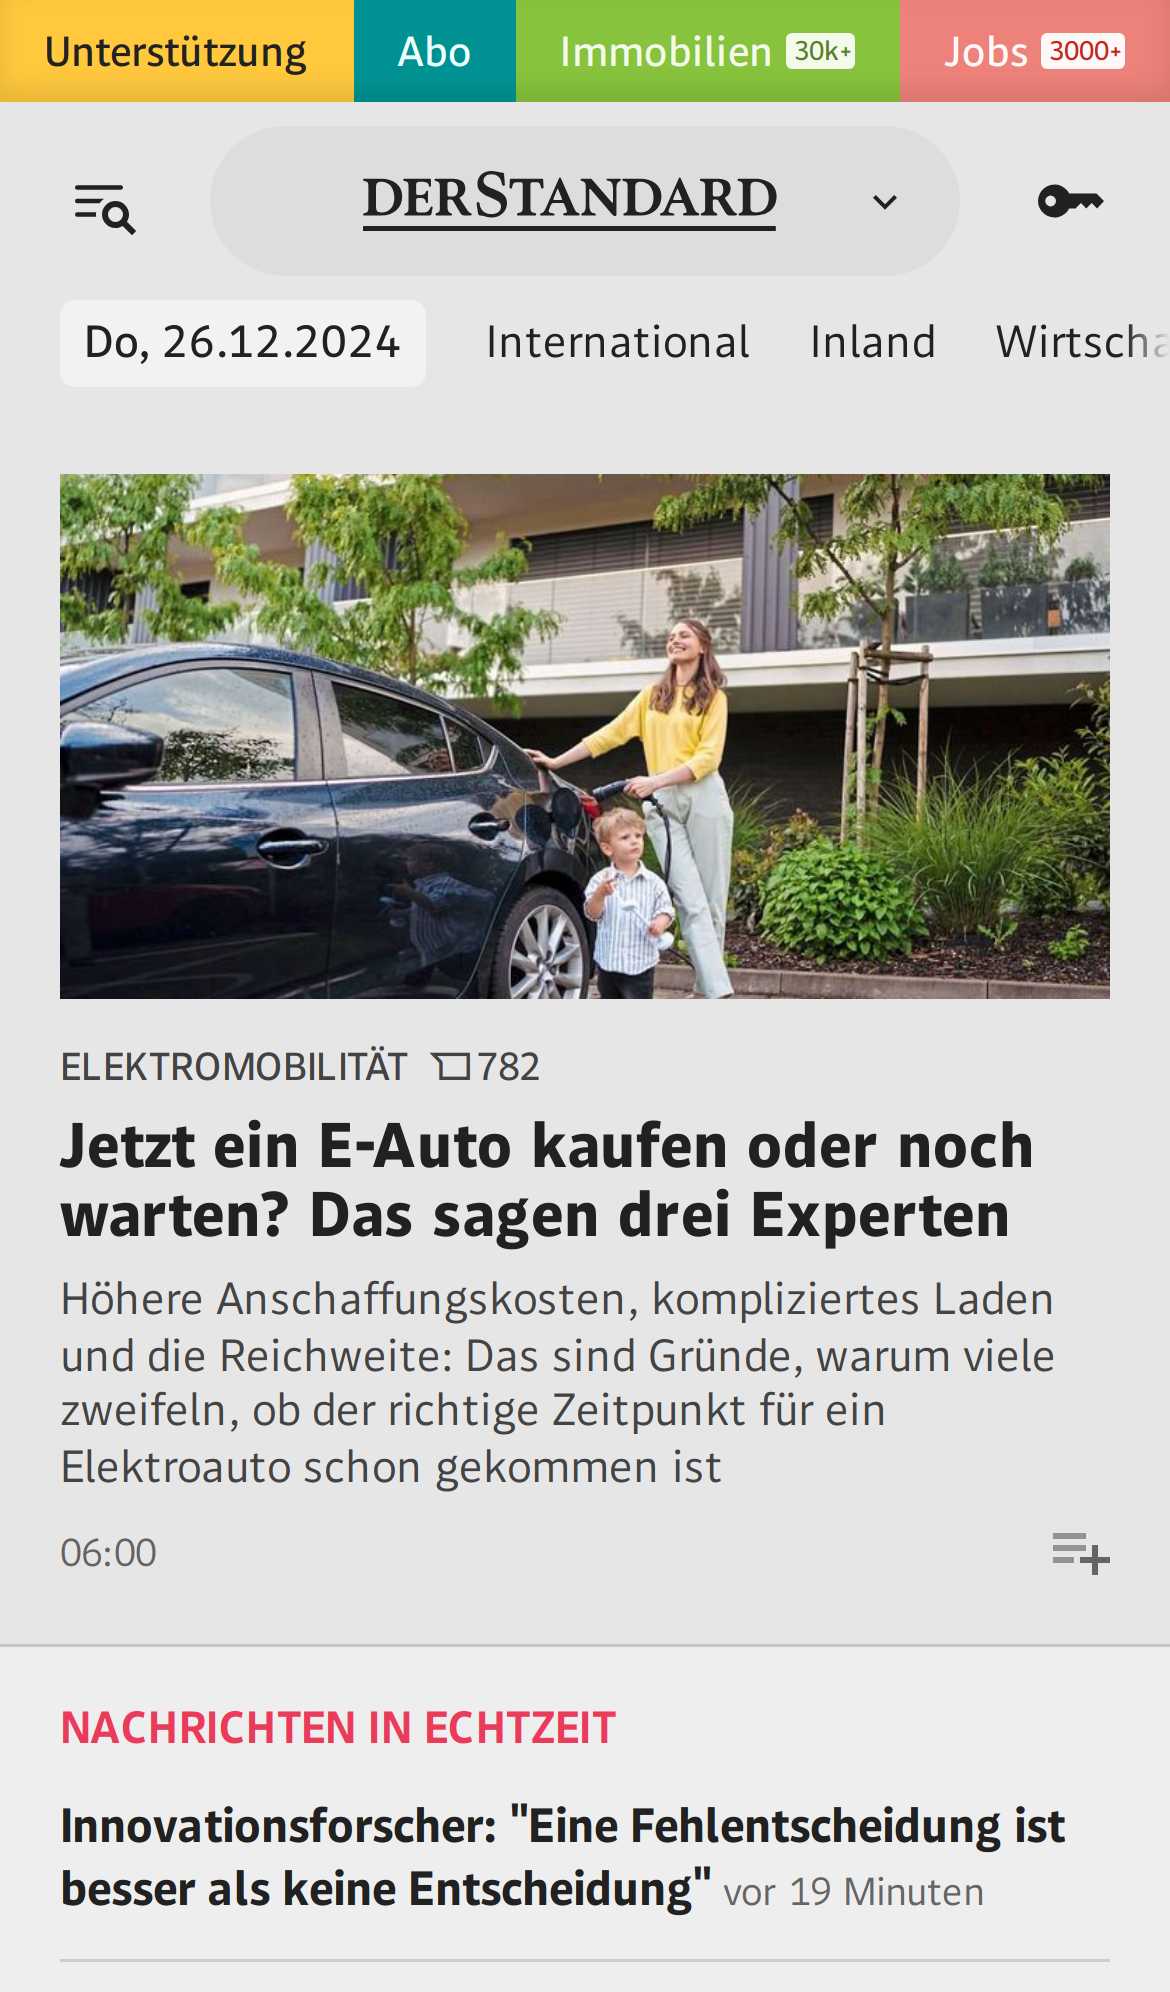 Unterstützung Abo Immobilien 30k+ Jobs 3000+
DERSTANDARD
Do, 26.12.2024 International Inland Wirtscha
ELEKTROMOBILITÄT 782
Jetzt ein E-Auto kaufen oder noch
warten? Das sagen drei Experten
Höhere Anschaffungskosten, kompliziertes Laden
und die Reichweite: Das sind Gründe, warum viele
zweifeln, ob der richtige Zeitpunkt für ein
Elektroauto schon gekommen ist
06:00
NACHRICHTEN IN ECHTZEIT
Innovationsforscher: "Eine Fehlentscheidung ist
besser als keine Entscheidung" vor 19 Minuten